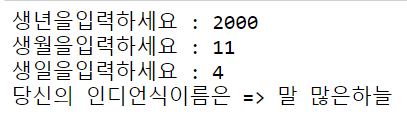 생년을입력하세요 : 2000
생월을입력하세요 : 11
생일을입력하세요 : 4
당신의 인디언식이름은 => 말 많은하늘